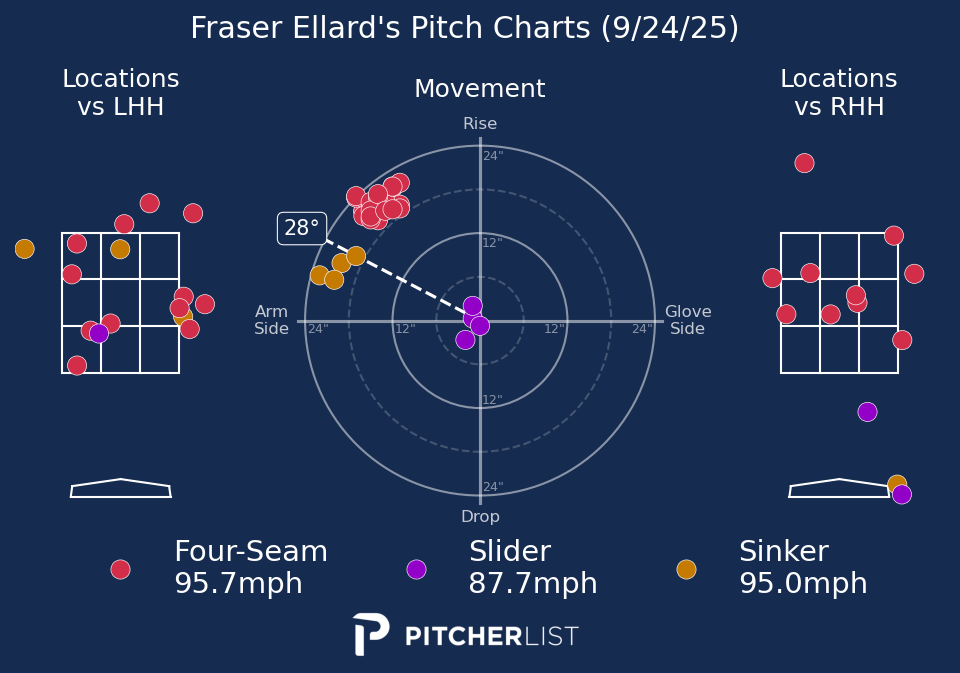 Fraser Ellard's Pitch Charts (9/24/25)
Locations
vs LHH
Movement
Locations
vs RHH
Rise
24"
12"
28°
Arm
Side
24"
12"
12"
24"
Glove
Side
12"
24"
Drop
Four-Seam
95.7mph
Slider
87.7mph
Sinker
95.0mph
PITCHERLIST